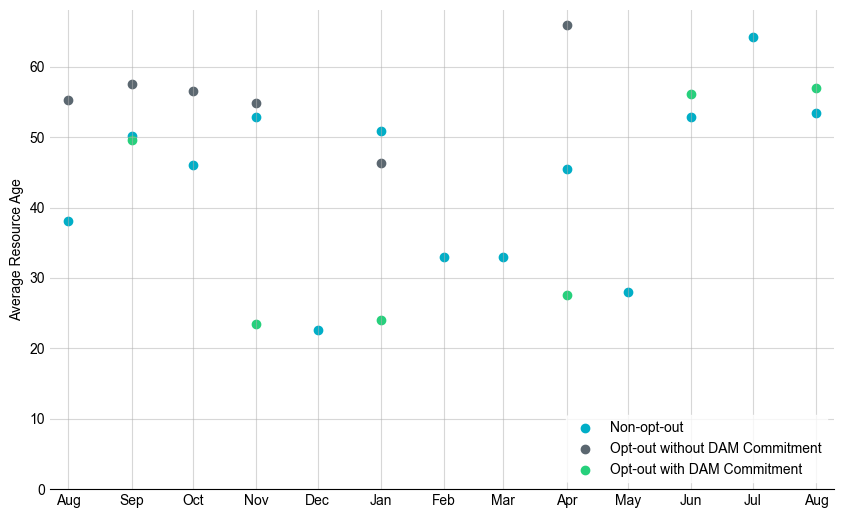 Average Resource Age
60
50
40
30
20
10
0
Non-opt-out
Opt-out without DAM Commitment
Opt-out with DAM Commitment
Aug Sep Oct Nov Dec Jan Feb Mar Apr May Jun Jul Aug